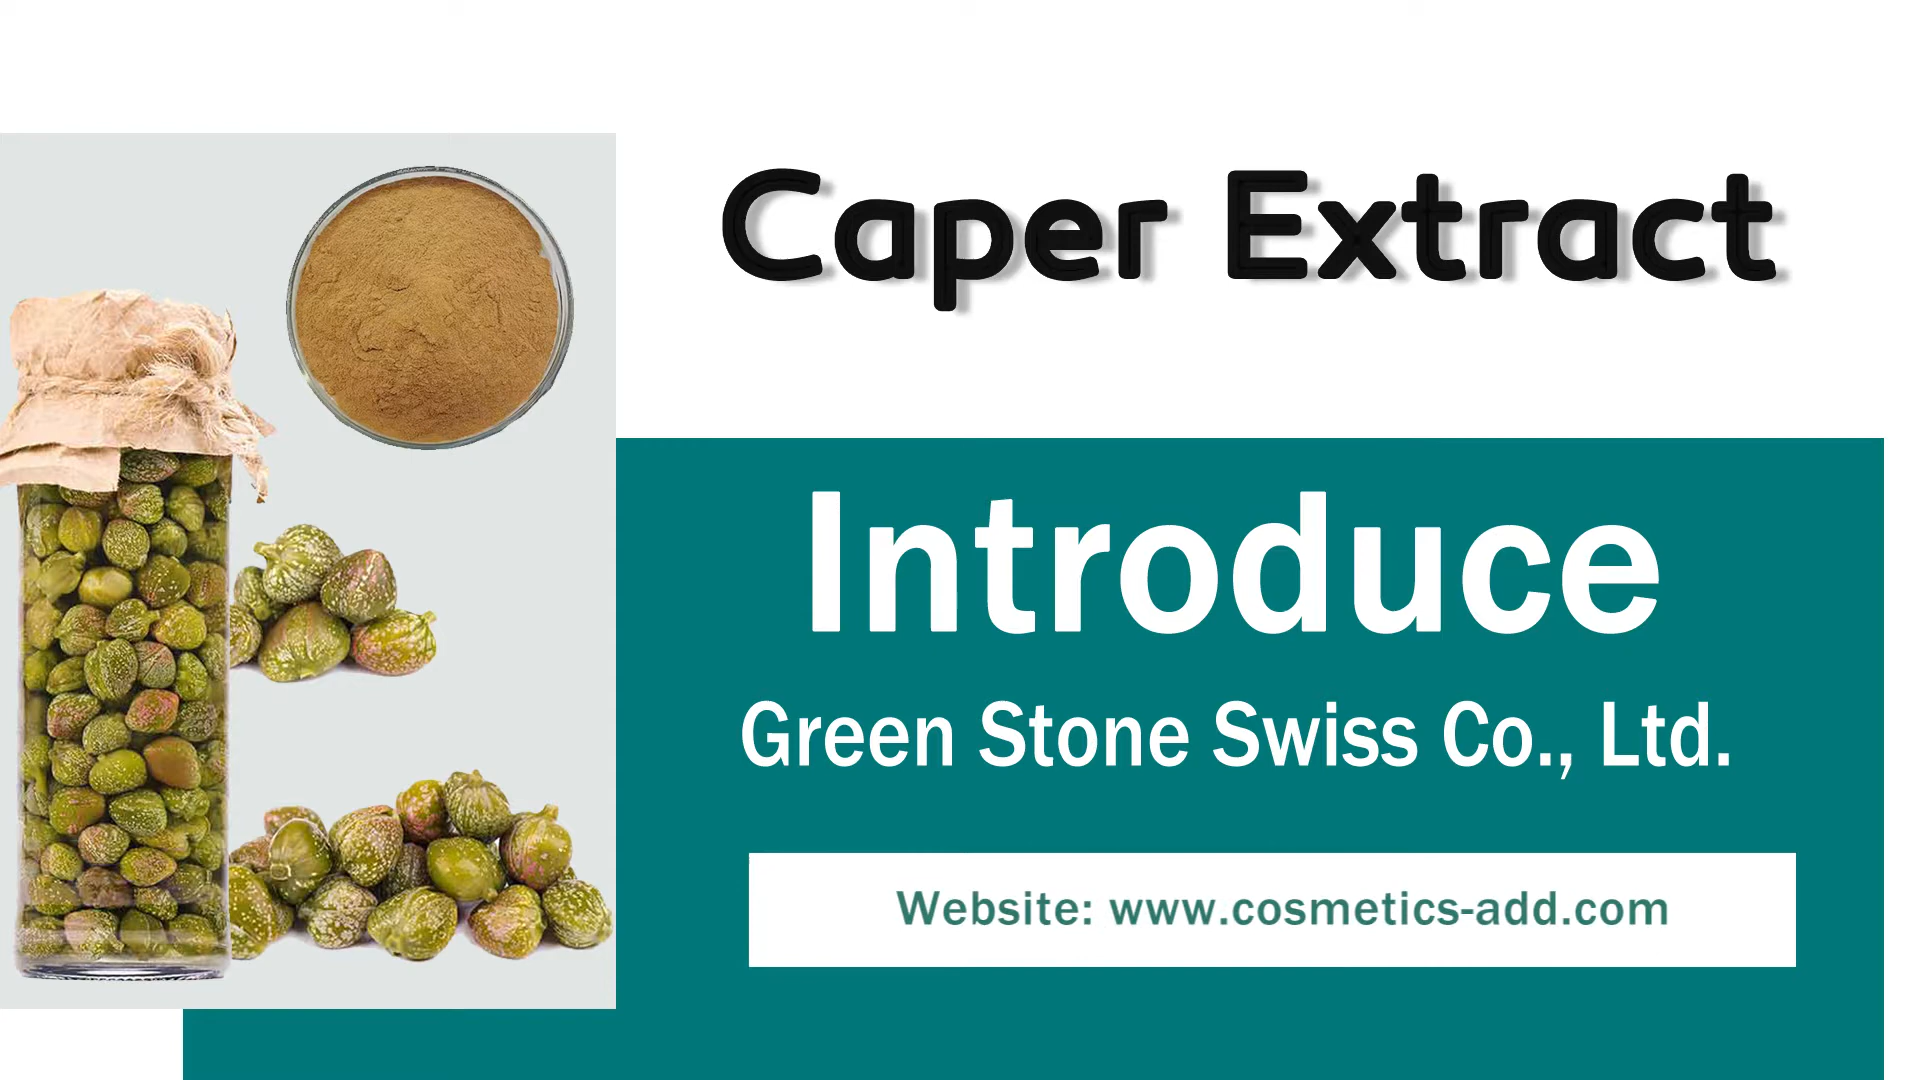 Caper Extract
Introduce
Green Stone Swiss Co., Ltd.
Website: www.cosmetics-add.com